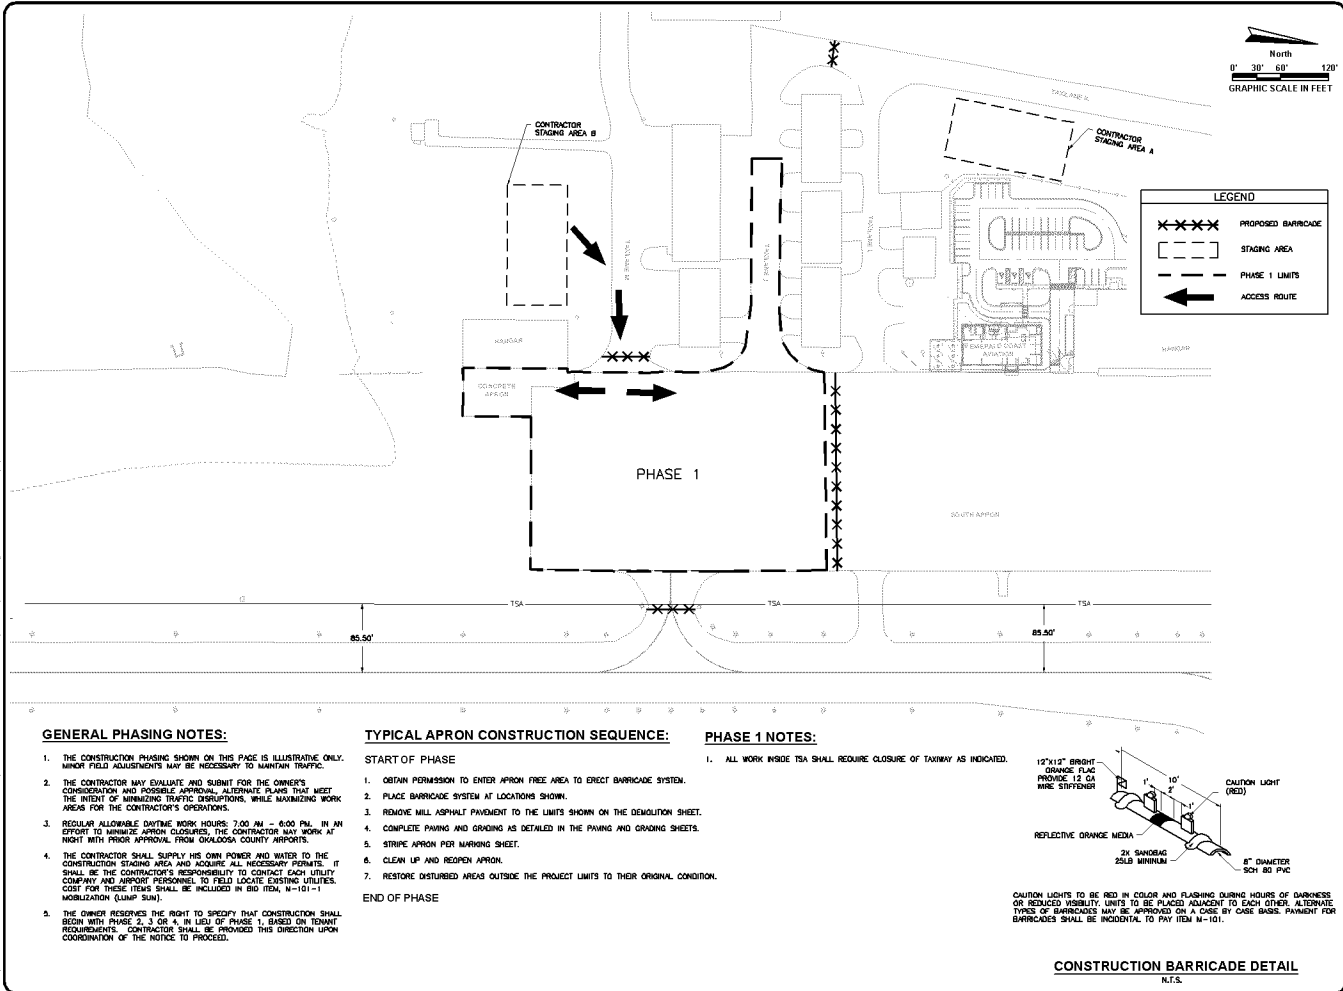 North
0' 30' 60' 120'
GRAPHIC SCALE IN FEET
CONTRACTOR
STAGING AREA B
CONTRACTOR
STAGING AREA A
LEGEND
PROPOSED BARRICADE
STAGING AREA
PHASE 1 LIMITS
ACCESS ROUTE
HANGAR
EMERALD COAST
AVIATION
HANGAR
CONCRETE
APRON
PHASE 1
SOUTH APRON
TSA TSA TSA
85.50' 85.50'
GENERAL PHASING NOTES:
1. THE CONSTRUCTION PHASING SHOWN ON THIS PAGE IS ILLUSTRATIVE ONLY.
MINOR FIELD ADJUSTMENTS MAY BE NECESSARY TO MAINTAIN TRAFFIC.
2. THE CONTRACTOR MAY EVALUATE AND SUBMIT FOR THE OWNER'S
CONSIDERATION AND POSSIBLE APPROVAL, ALTERNATE PLANS THAT MEET
THE INTENT OF MINIMIZING TRAFFIC DISRUPTIONS, WHILE MAXIMIZING WORK
AREAS FOR THE CONTRACTOR'S OPERATIONS.
3. REGULAR ALLOWABLE DAYTIME WORK HOURS: 7:00 AM - 6:00 PM. IN AN
EFFORT TO MINIMIZE APRON CLOSURES, THE CONTRACTOR MAY WORK AT
NIGHT WITH PRIOR APPROVAL FROM OKALOOSA COUNTY AIRPORTS.
4. THE CONTRACTOR SHALL SUPPLY HIS OWN POWER AND WATER TO THE
CONSTRUCTION STAGING AREA AND ACQUIRE ALL NECESSARY PERMITS. IT
SHALL BE THE CONTRACTOR'S RESPONSIBILITY TO CONTACT EACH UTILITY
COMPANY AND AIRPORT PERSONNEL TO FIELD LOCATE EXISTING UTILITIES.
COST FOR THESE ITEMS SHALL BE INCLUDED IN BID ITEM, M-101-1
MOBILIZATION (LUMP SUM).
5. THE OWNER RESERVES THE RIGHT TO SPECIFY THAT CONSTRUCTION SHALL
BEGIN WITH PHASE 2, 3 OR 4, IN LIEU OF PHASE 1, BASED ON TENANT
REQUIREMENTS. CONTRACTOR SHALL BE PROVIDED THIS DIRECTION UPON
COORDINATION OF THE NOTICE TO PROCEED.
TYPICAL APRON CONSTRUCTION SEQUENCE:
START OF PHASE
1. OBTAIN PERMISSION TO ENTER APRON FREE AREA TO ERECT BARRICADE SYSTEM.
2. PLACE BARRICADE SYSTEM AT LOCATIONS SHOWN.
3. REMOVE MILL ASPHALT PAVEMENT TO THE LIMITS SHOWN ON THE DEMOLITION SHEET.
4. COMPLETE PAVING AND GRADING AS DETAILED IN THE PAVING AND GRADING SHEETS.
5. STRIPE APRON PER MARKING SHEET.
6. CLEAN UP AND REOPEN APRON.
7. RESTORE DISTURBED AREAS OUTSIDE THE PROJECT LIMITS TO THEIR ORIGINAL CONDITION.
END OF PHASE
PHASE 1 NOTES:
1. ALL WORK INSIDE TSA SHALL REQUIRE CLOSURE OF TAXIWAY AS INDICATED.
12"X12" BRIGHT
ORANGE FLAG
PROVIDE 12 GA
WIRE STIFFENER
10'
1'
2'
1'
CAUTION LIGHT
(RED)
REFLECTIVE ORANGE MEDIA
2X SANDBAG
25LB MININUM
8" DIAMETER
SCH 80 PVC
CAUTION LIGHTS TO BE RED IN COLOR AND FLASHING DURING HOURS OF DARKNESS
OR REDUCED VISIBILITY. UNITS TO BE PLACED ADJACENT TO EACH OTHER. ALTERNATE
TYPES OF BARRICADES MAY BE APPROVED ON A CASE BY CASE BASIS. PAYMENT FOR
BARRICADES SHALL BE INCIDENTAL TO PAY ITEM M-101.
CONSTRUCTION BARRICADE DETAIL
N.T.S.